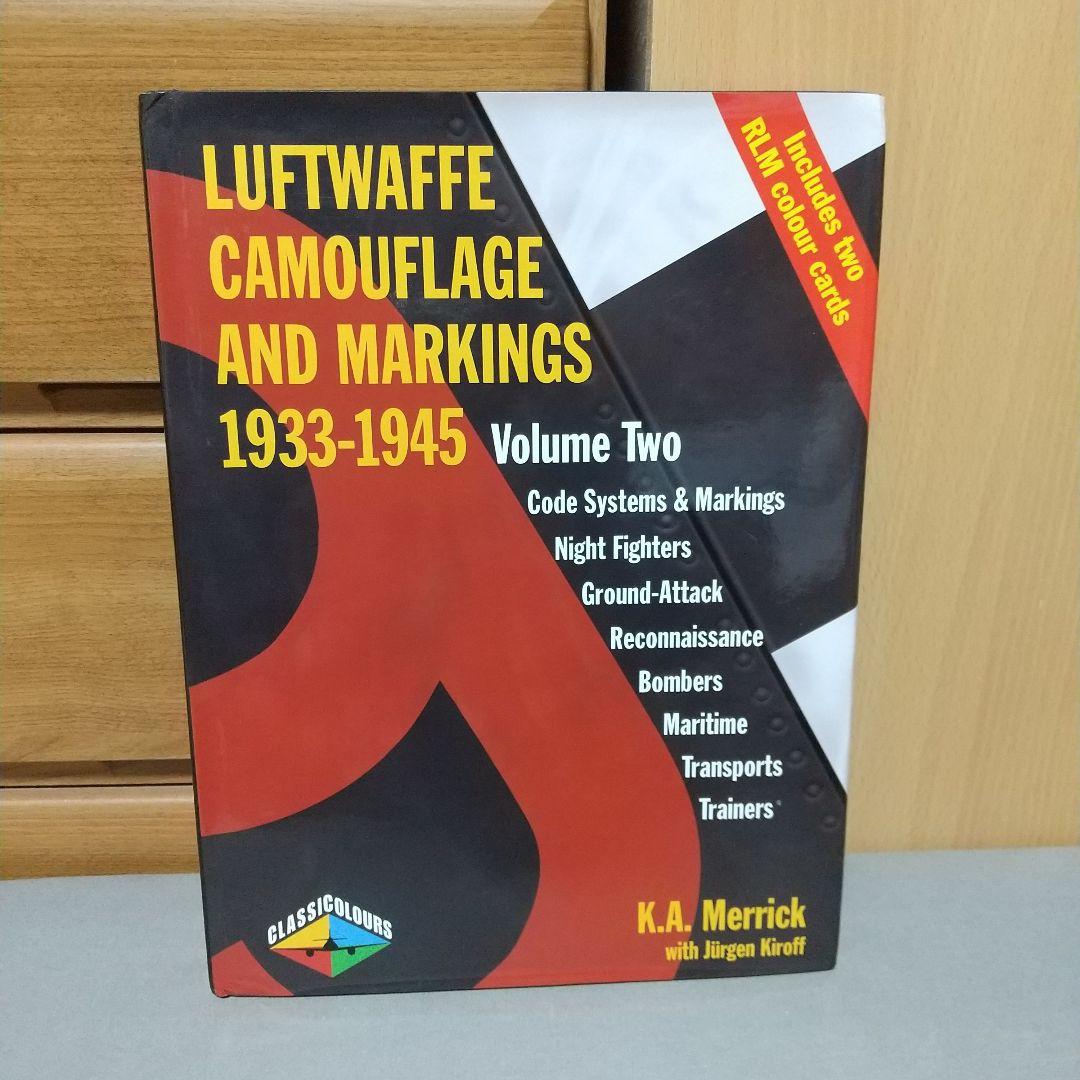 Includes two
RLM colour cards
LUFTWAFFE
CAMOUFLAGE
AND MARKINGS
1933-1945 Volume Two
Code Systems & Markings
Night Fighters
Ground-Attack
Reconnaissance
Bombers
Maritime
Transports
Trainers
CLASSICOLOURS
K.A. Merrick
with Jürgen Kiroff